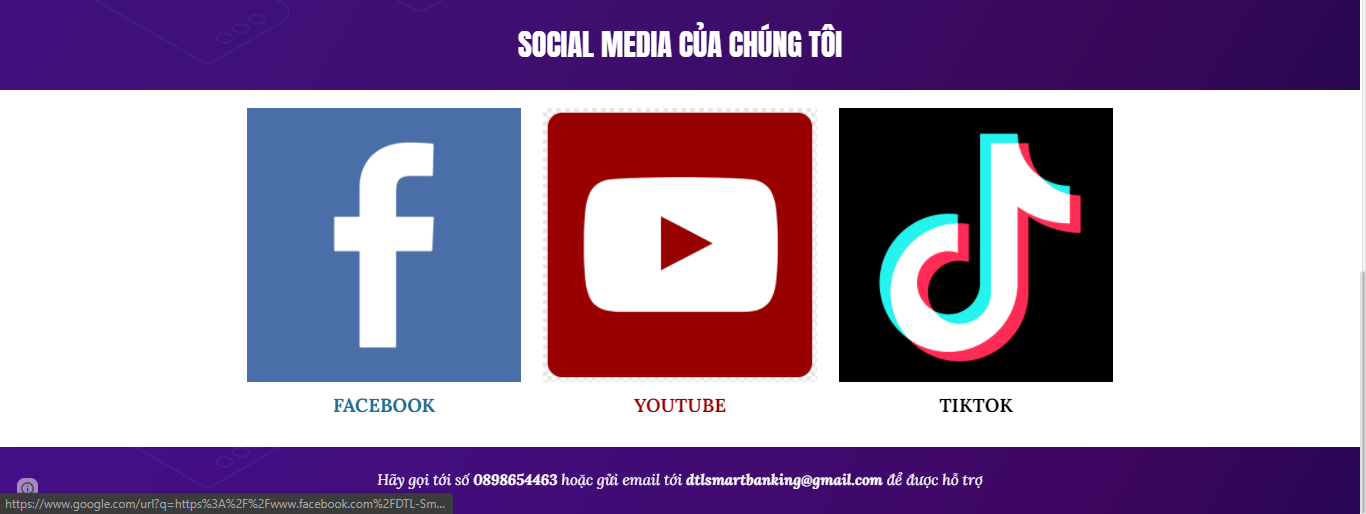 SOCIAL MEDIA CỦA CHÚNG TÔI
FACEBOOK
YOUTUBE
TIKTOK
Hãy gọi tới số 0898654463 hoặc gửi email tới dtlsmartbanking@gmail.com để được hỗ trợ
https://www.google.com/url?q=https%3A%2F%2Fwww.facebook.com%2FDTL-Sm...